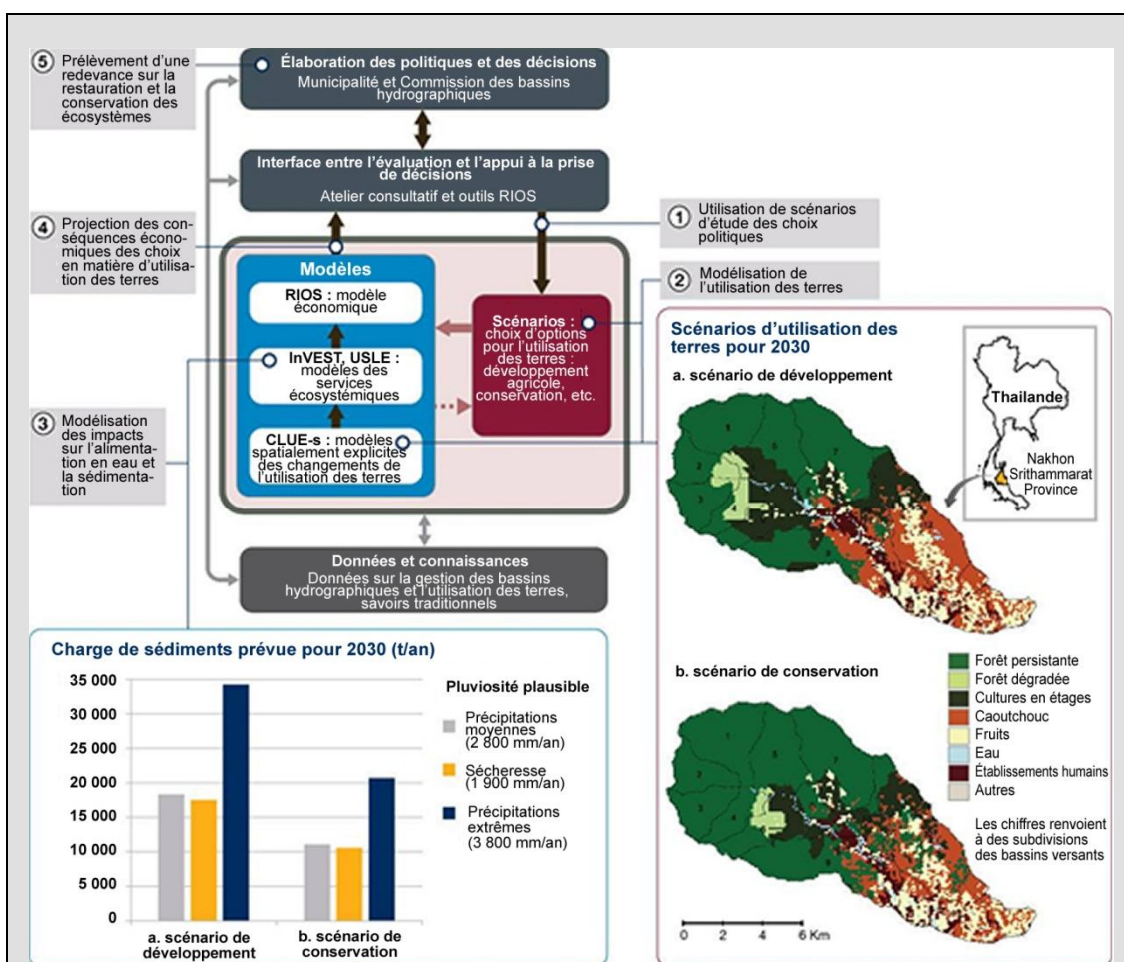 5
Prélèvement d'une
redevance sur la
restauration et la
conservation des
écosystèmes
Élaboration des politiques et des décisions
Municipalité et Commission des bassins
hydrographiques
Interface entre l'évaluation et l'appui à la prise
de décisions
Atelier consultatif et outils RIOS
4
Projection des con-
séquences écono-
miques des choix
en matière d'utilisa-
tion des terres
1
Utilisation de scénarios
d'étude des choix
politiques
2
Modélisation de
l'utilisation des terres
Modèles
RIOS : modèle
économique
InVEST, USLE :
modèles des
services
écosystémiques
CLUE-s : modèles
spatialement explicites
des changements de
l'utilisation des terres
Scénarios :
choix d'options
pour l'utilisation
des terres :
développement
agricole,
conservation, etc.
3
Modélisation
des impacts
sur l'alimenta-
tion en eau et
la sédimenta-
tion
Données et connaissances
Données sur la gestion des bassins
hydrographiques et l'utilisation des terres,
savoirs traditionnels
Scénarios d'utilisation des
terres pour 2030
a. scénario de développement
Thailande
Nakhon
Srithammarat
Province
b. scénario de conservation
Forêt persistante
Forêt dégradée
Cultures en étages
Caoutchouc
Fruits
Eau
Établissements humains
Autres
Les chiffres renvoient
à des subdivisions
des bassins versants
0 2 4 6 Km
Charge de sédiments prévue pour 2030 (t/an)
35 000
30 000
25 000
20 000
15 000
10 000
5 000
0
a. scénario de
développement
b. scénario de
conservation
Pluviosité plausible
Précipitations
moyennes
(2 800 mm/an)
Sécheresse
(1 900 mm/an)
Précipitations
extrêmes
(3 800 mm/an)